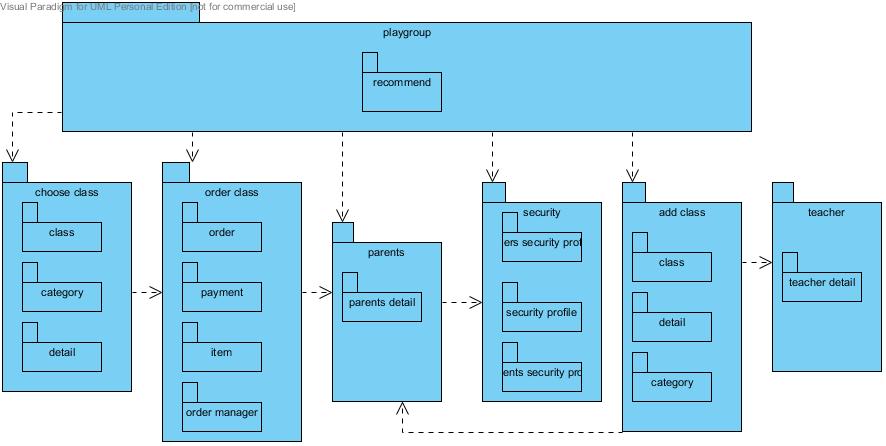 Visual Paradigm for UML Personal Edition [not for commercial use]
playgroup
recommend
choose class
class
category
detail
order class
order
payment
item
order manager
parents
parents detail
security
ers security prof
security profile
ents security pro
add class
class
detail
category
teacher
teacher detail